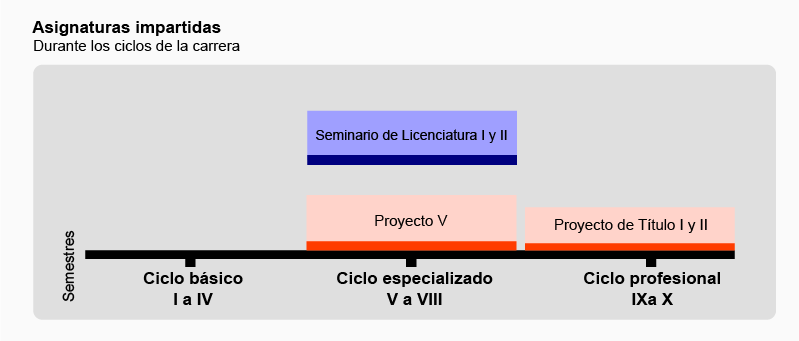 Asignaturas impartidas
Durante los ciclos de la carrera
Seminario de Licenciatura I y II
Proyecto V
Proyecto de Título I y II
Semestres
Ciclo básico
I a IV
Ciclo especializado
V a VIII
Ciclo profesional
IXa X